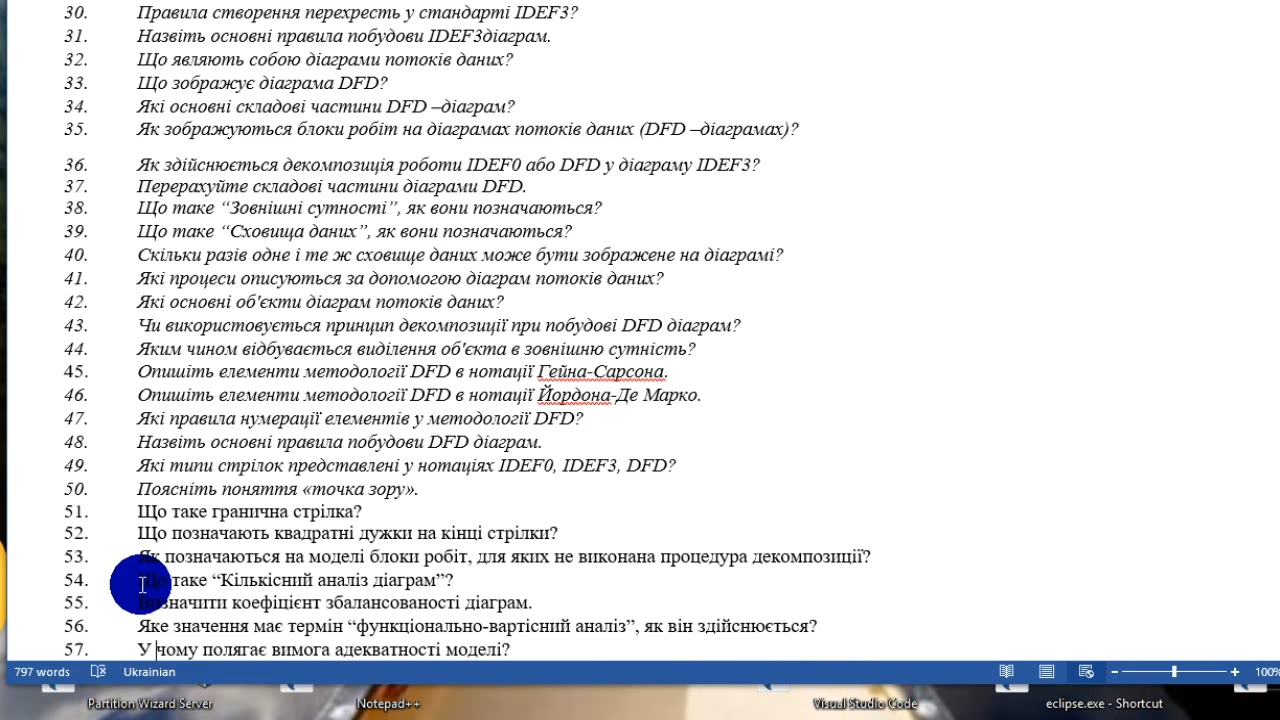 30. Правила створення перехресть у стандарті IDEF3?
31. Назвіть основні правила побудови IDEF3діаграм.
32. Що являють собою діаграми потоків даних?
33. Що зображує діаграма DFD?
34. Які основні складові частини DFD –діаграм?
35. Як зображуються блоки робіт на діаграмах потоків даних (DFD –діаграмах)?
36. Як здійснюється декомпозиція роботи IDEF0 або DFD у діаграму IDEF3?
37. Перерахуйте складові частини діаграми DFD.
38. Що таке “Зовнішні сутності”, як вони позначаються?
39. Що таке “Сховища даних”, як вони позначаються?
40. Скільки разів одне і те ж сховище даних може бути зображене на діаграмі?
41. Які процеси описуються за допомогою діаграм потоків даних?
42. Які основні об'єкти діаграм потоків даних?
43. Чи використовується принцип декомпозиції при побудові DFD діаграм?
44. Яким чином відбувається виділення об'єкта в зовнішню сутність?
45. Опишіть елементи методології DFD в нотації Гейна-Сарсона.
46. Опишіть елементи методології DFD в нотації Йордона-Де Марко.
47. Які правила нумерації елементів у методології DFD?
48. Назвіть основні правила побудови DFD діаграм.
49. Які типи стрілок представлені у нотаціях IDEF0, IDEF3, DFD?
50. Поясніть поняття «точка зору».
51. Що таке гранична стрілка?
52. Що позначають квадратні дужки на кінці стрілки?
53. Як позначаються на моделі блоки робіт, для яких не виконана процедура декомпозиції?
54. Що таке “Кількісний аналіз діаграм”?
55. Визначити коефіцієнт збалансованості діаграм.
56. Яке значення має термін “функціонально-вартісний аналіз”, як він здійснюється?
57. У чому полягає вимога адекватності моделі?
797 words Ukrainian 100%
Partition Wizard Server Notepad++ Visual Studio Code eclipse.exe - Shortcut